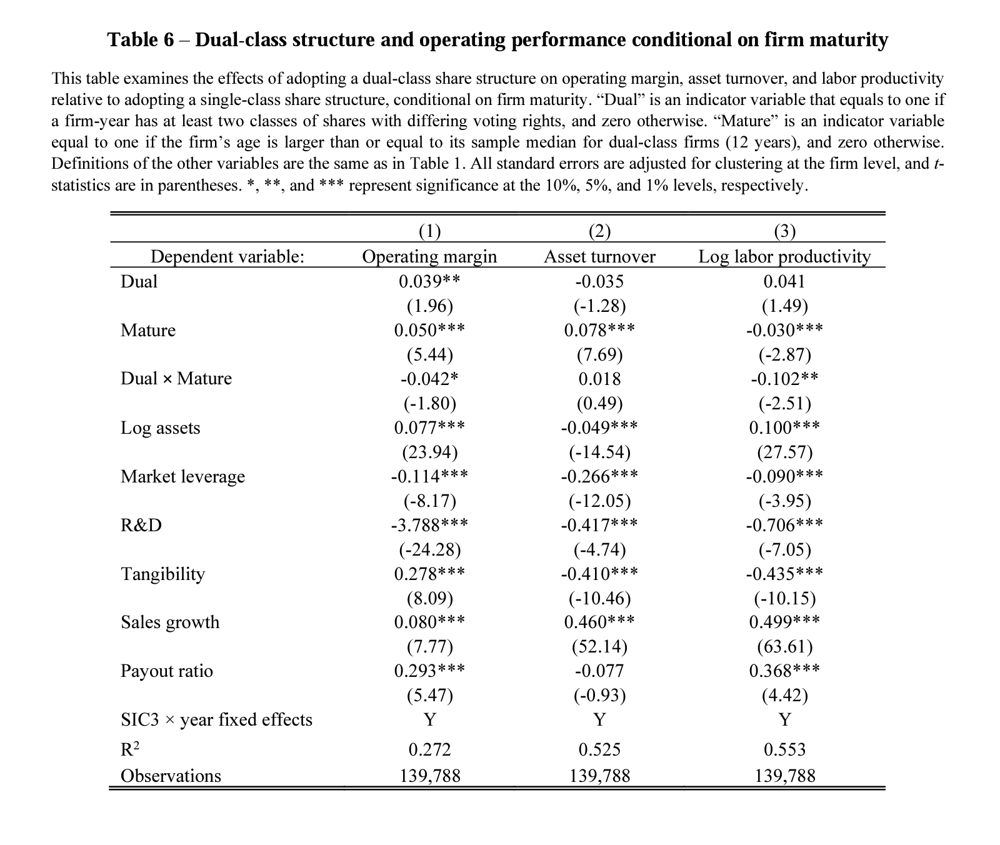 Table 6 – Dual-class structure and operating performance conditional on firm maturity
This table examines the effects of adopting a dual-class share structure on operating margin, asset turnover, and labor productivity
relative to adopting a single-class share structure, conditional on firm maturity. “Dual” is an indicator variable that equals to one if
a firm-year has at least two classes of shares with differing voting rights, and zero otherwise. “Mature” is an indicator variable
equal to one if the firm’s age is larger than or equal to its sample median for dual-class firms (12 years), and zero otherwise.
Definitions of the other variables are the same as in Table 1. All standard errors are adjusted for clustering at the firm level, and t-
statistics are in parentheses. *, **, and *** represent significance at the 10%, 5%, and 1% levels, respectively.
(1) (2) (3)
Dependent variable: Operating margin Asset turnover Log labor productivity
Dual 0.039** -0.035 0.041
(1.96) (-1.28) (1.49)
Mature 0.050*** 0.078*** -0.030***
(5.44) (7.69) (-2.87)
Dual × Mature -0.042* 0.018 -0.102**
(-1.80) (0.49) (-2.51)
Log assets 0.077*** -0.049*** 0.100***
(23.94) (-14.54) (27.57)
Market leverage -0.114*** -0.266*** -0.090***
(-8.17) (-12.05) (-3.95)
R&D -3.788*** -0.417*** -0.706***
(-24.28) (-4.74) (-7.05)
Tangibility 0.278*** -0.410*** -0.435***
(8.09) (-10.46) (-10.15)
Sales growth 0.080*** 0.460*** 0.499***
(7.77) (52.14) (63.61)
Payout ratio 0.293*** -0.077 0.368***
(5.47) (-0.93) (4.42)
SIC3 × year fixed effects Y Y Y
R² 0.272 0.525 0.553
Observations 139,788 139,788 139,788